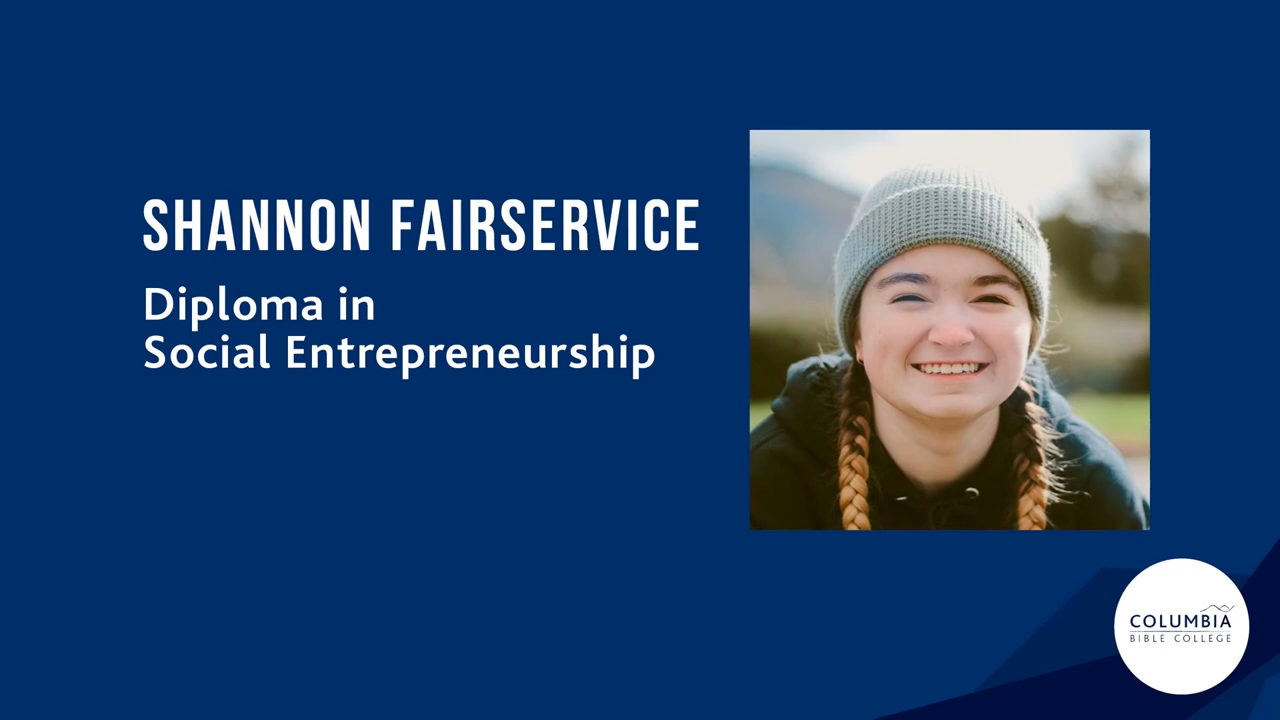 SHANNON FAIRSERVICE
Diploma in
Social Entrepreneurship
COLUMBIA
BIBLE COLLEGE